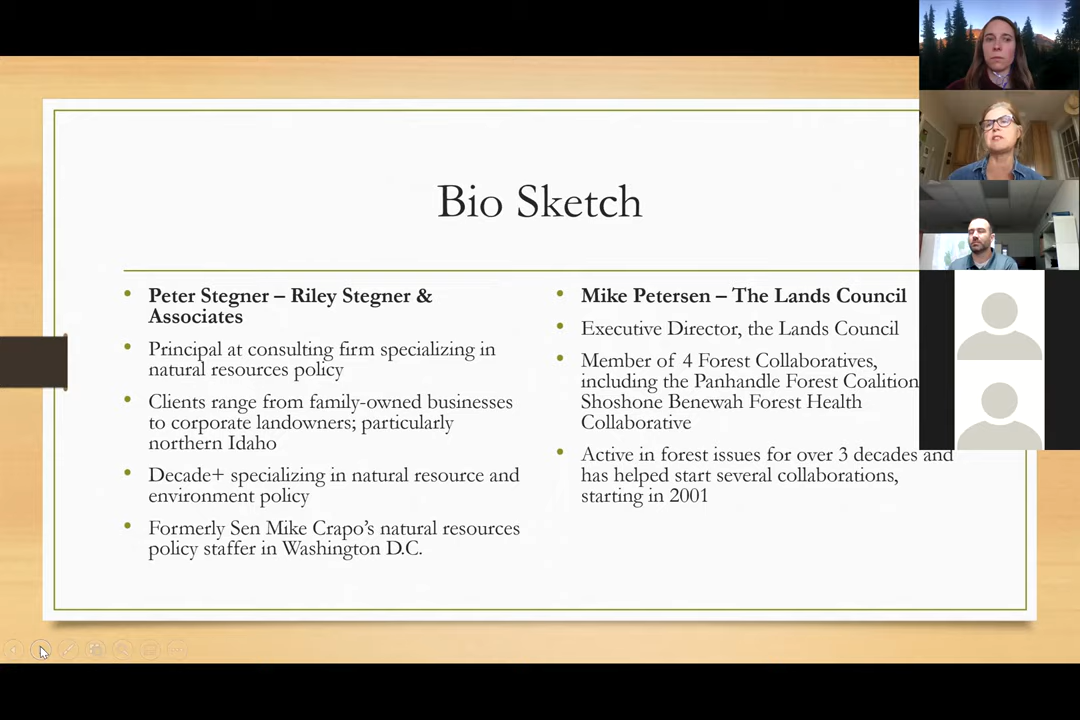 Bio Sketch
Peter Stegner – Riley Stegner &
Associates
Principal at consulting firm specializing in
natural resources policy
Clients range from family-owned businesses
to corporate landowners; particularly
northern Idaho
Decade+ specializing in natural resource and
environment policy
Formerly Sen Mike Crapo’s natural resources
policy staffer in Washington D.C.
Mike Petersen – The Lands Council
Executive Director, the Lands Council
Member of 4 Forest Collaboratives,
including the Panhandle Forest Coalition
Shoshone Benewah Forest Health
Collaborative
Active in forest issues for over 3 decades and
has helped start several collaborations,
starting in 2001